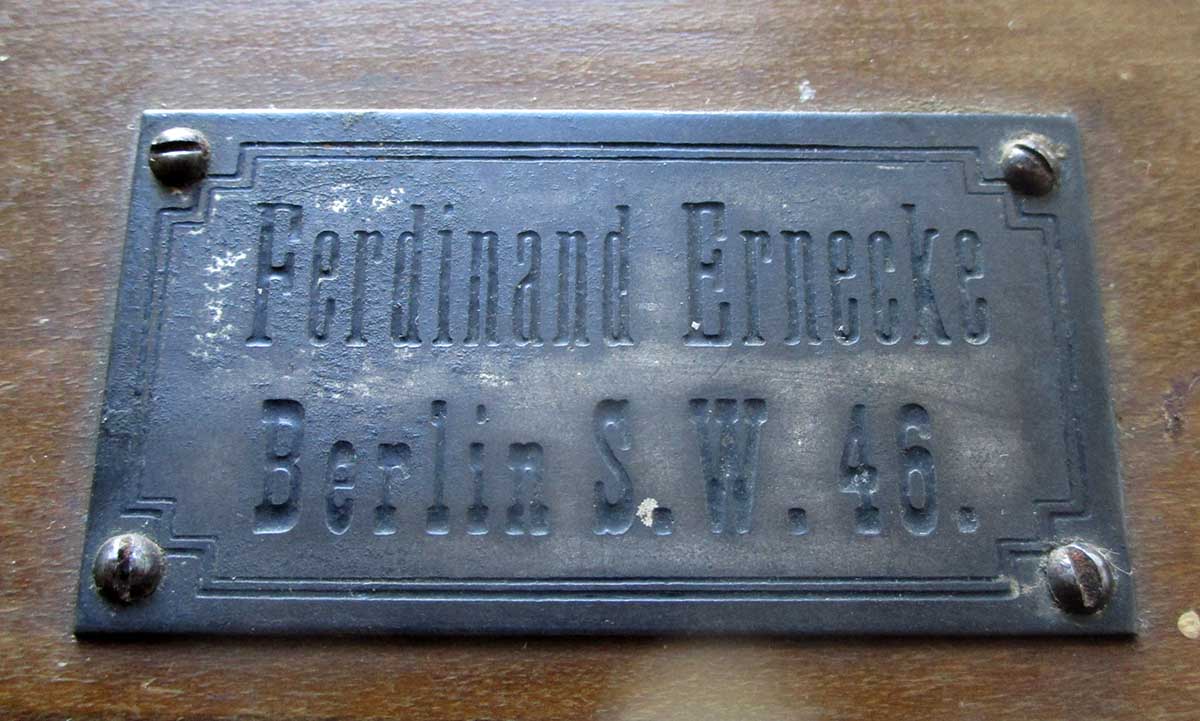 Ferdinand Ernecke
Berlin S.W. 46.